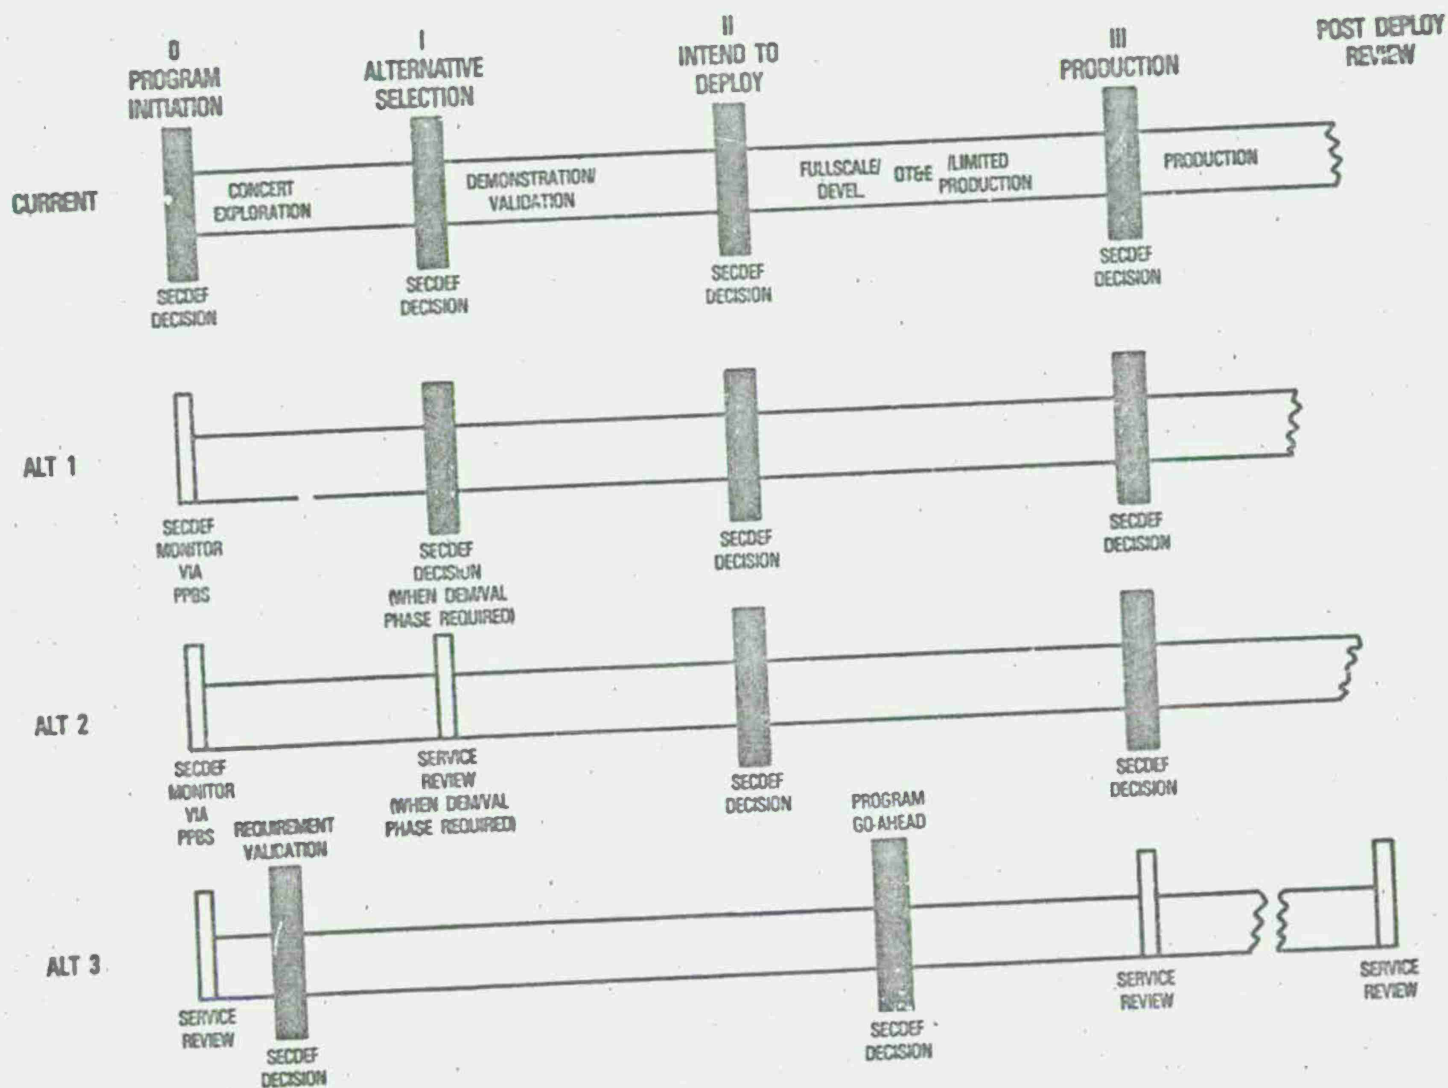 0
PROGRAM
INITIATION
I
ALTERNATIVE
SELECTION
II
INTEND TO
DEPLOY
III
PRODUCTION
POST DEPLOY
REVIEW
CURRENT
CONCERT
EXPLORATION
DEMONSTRATION/
VALIDATION
FULLSCALE/
DEVEL.
OT&E
/LIMITED
PRODUCTION
PRODUCTION
SECDEF
DECISION
SECDEF
DECISION
SECDEF
DECISION
SECDEF
DECISION
ALT 1
SECDEF
MONITOR
VIA
PPBS
SECDEF
DECISION
(WHEN DEM/VAL
PHASE REQUIRED)
SECDEF
DECISION
SECDEF
DECISION
ALT 2
SECDEF
MONITOR
VIA
PPBS
SERVICE
REVIEW
(WHEN DEM/VAL
PHASE REQUIRED)
SECDEF
DECISION
SECDEF
DECISION
ALT 3
REQUIREMENT
VALIDATION
PROGRAM
GO-AHEAD
SERVICE
REVIEW
SECDEF
DECISION
SECDEF
DECISION
SERVICE
REVIEW
SERVICE
REVIEW